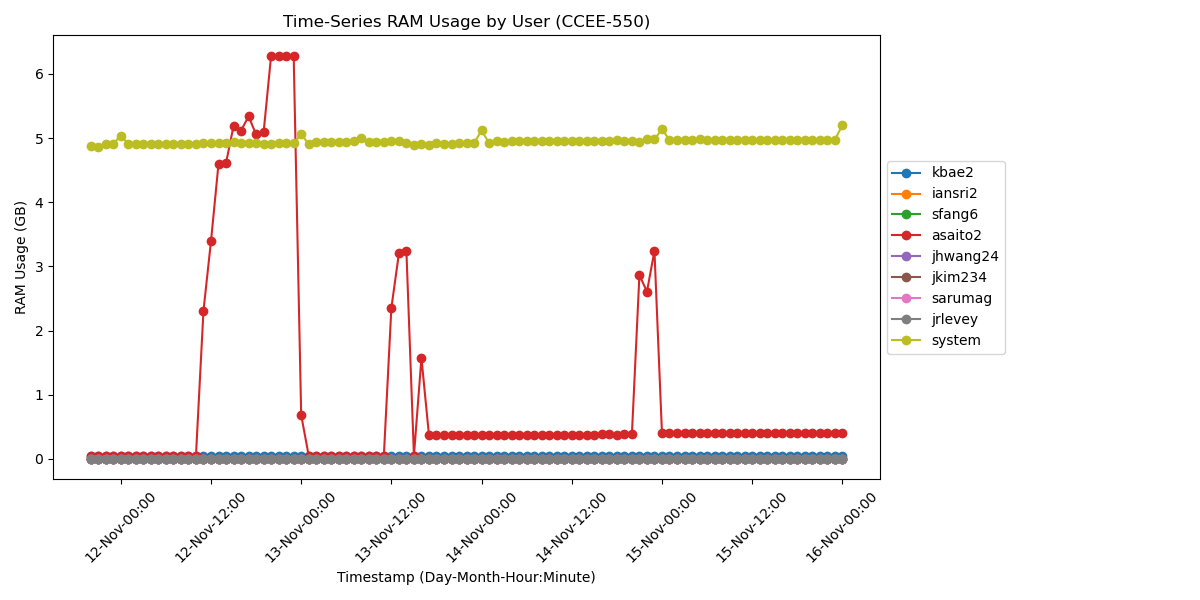 Time-Series RAM Usage by User (CCEE-550)
RAM Usage (GB)
6
5
4
3
2
1
0
12-Nov-00:00
12-Nov-12:00
13-Nov-00:00
13-Nov-12:00
14-Nov-00:00
14-Nov-12:00
15-Nov-00:00
15-Nov-12:00
16-Nov-00:00
Timestamp (Day-Month-Hour:Minute)
kbae2
iansri2
sfang6
asaito2
jhwang24
jkim234
sarumag
jrlevey
system